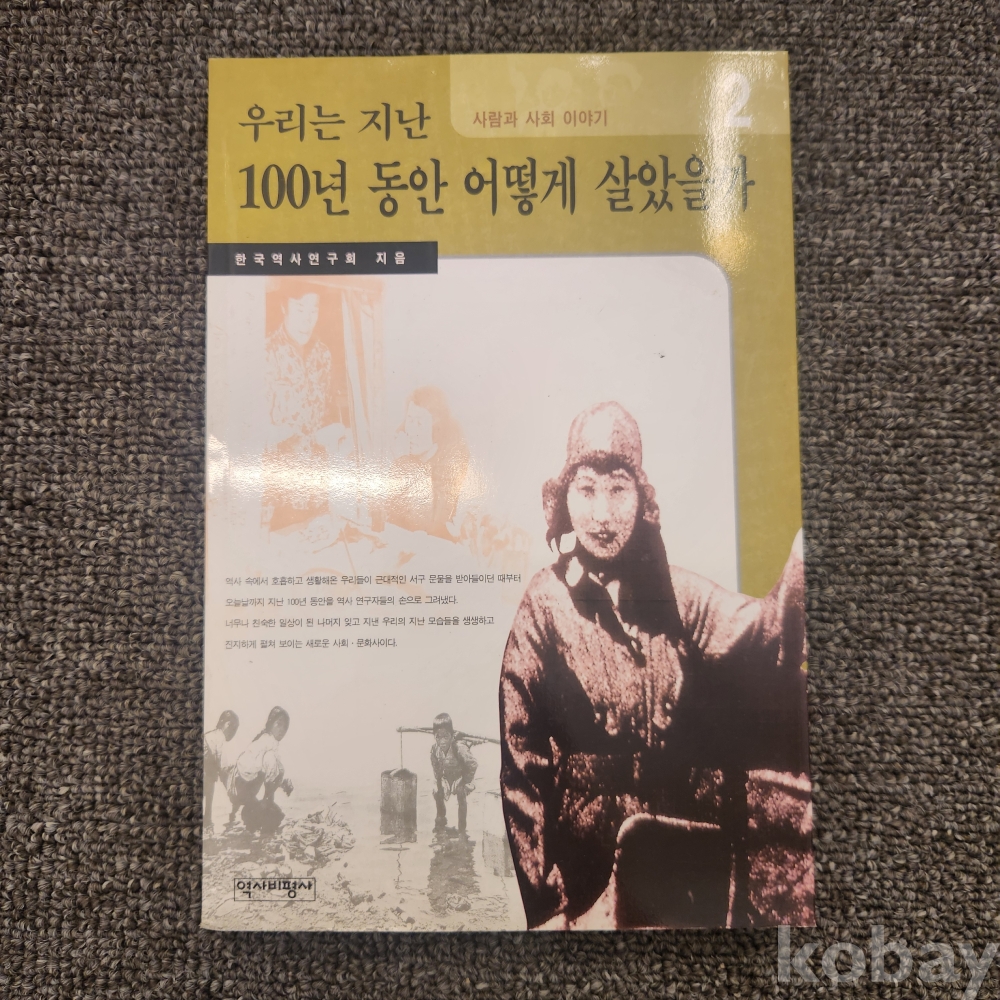 사람과 사회 이야기
2
우리는 지난
100년 동안 어떻게 살았을까
한국역사연구회 지음
역사 속에서 호흡하고 생활해온 우리들이 근대적인 서구 문물을 받아들이던 때부터
오늘날까지 지난 100년 동안을 역사 연구자들의 손으로 그려냈다.
너무나 친숙한 일상이 된 나머지 잊고 지낸 우리의 지난 모습들을 생생하고
진지하게 펼쳐 보이는 새로운 사회·문화사이다.
역사비평사
kobay